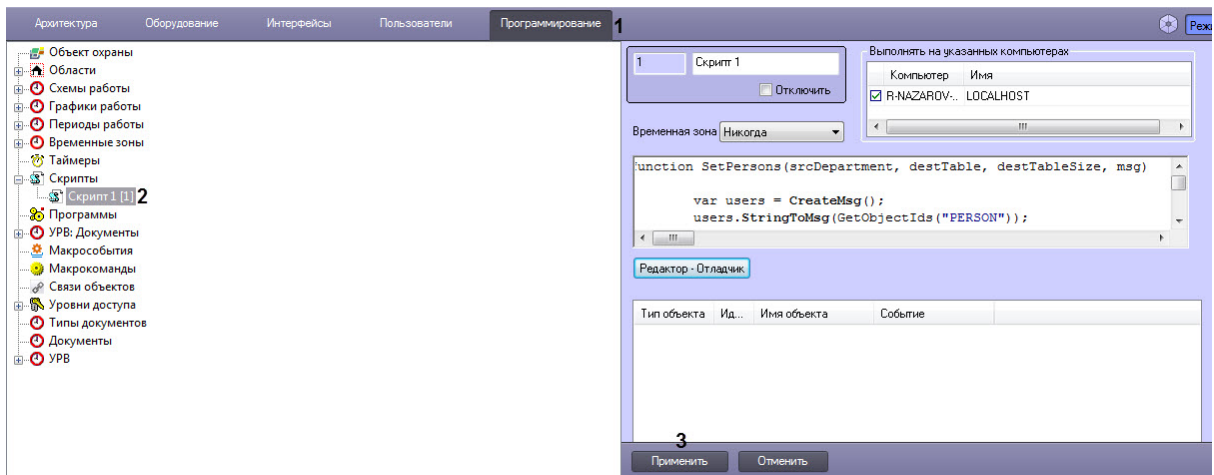 Архитектура Оборудование Интерфейсы Пользователи Программирование 1
Объект охраны
Области
Схемы работы
Графики работы
Периоды работы
Временные зоны
Таймеры
Скрипты
Скрипт 1 [1] 2
Программы
УРВ: Документы
Макрособытия
Макрокоманды
Связи объектов
Уровни доступа
Типы документов
Документы
УРВ
1 Скрипт 1
Отключить
Выполнять на указанных компьютерах
Компьютер Имя
R-NAZAROV-.. LOCALHOST
Временная зона Никогда
function SetPersons(srcDepartment, destTable, destTableSize, msg)
var users = CreateMsg();
users.StringToMsg(GetObjectIds("PERSON"));
Редактор - Отладчик
Тип объекта Ид... Имя объекта Событие
3
Применить Отменить